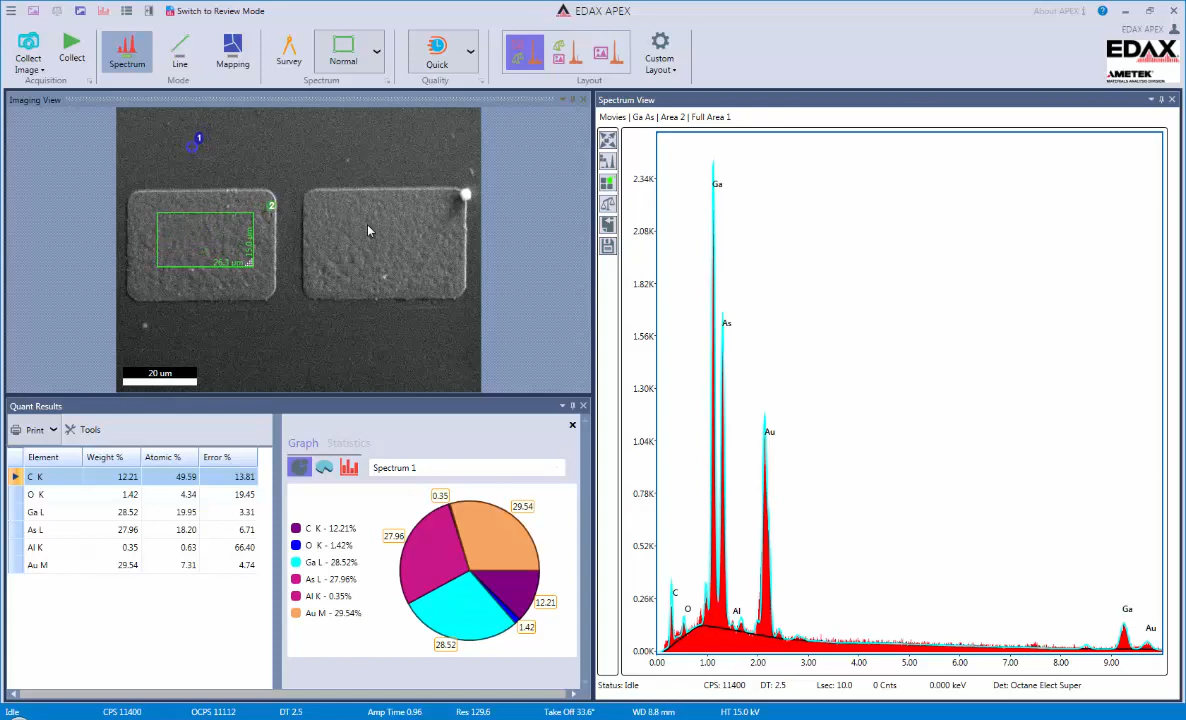 Switch to Review Mode
EDAX APEX
About APEX
EDAX APEX
Collect Image
Collect
Spectrum
Line
Mapping
Survey
Normal
Quick
Custom Layout
EDAX
AMETEK
MATERIALS ANALYSIS DIVISION
Acquisition
Mode
Spectrum
Quality
Layout
Imaging View
1
2
15.0 µm
26.3 µm
20 um
Quant Results
Print
Tools
Element Weight % Atomic % Error %
C K 12.21 49.59 13.81
O K 1.42 4.34 19.45
Ga L 28.52 19.95 3.31
As L 27.96 18.20 6.71
Al K 0.35 0.63 66.40
Au M 29.54 7.31 4.74
Graph Statistics
Spectrum 1
C K - 12.21%
O K - 1.42%
Ga L - 28.52%
As L - 27.96%
Al K - 0.35%
Au M - 29.54%
0.35
29.54
27.96
12.21
1.42
28.52
Spectrum View
Movies | Ga As | Area 2 | Full Area 1
2.34K
2.08K
1.82K
1.56K
1.30K
1.04K
0.78K
0.52K
0.26K
0.00K
Ga
As
Au
C
O
Al
Ga
Au
0.00 1.00 2.00 3.00 4.00 5.00 6.00 7.00 8.00 9.00
Status: Idle CPS: 11400 DT: 2.5 Lsec: 10.0 0 Cnts 0.000 keV Det: Octane Elect Super
Idle CPS 11400 OCPS 11112 DT 2.5 Amp Time 0.96 Res 129.6 Take Off 33.6° WD 8.8 mm HT 15.0 kV